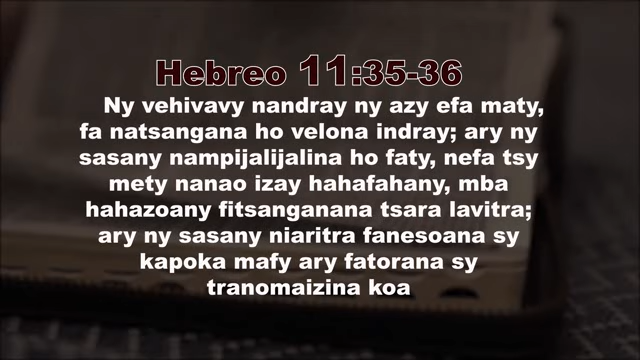 Hebreo 11:35-36
Ny vehivavy nandray ny azy efa maty,
fa natsangana ho velona indray; ary ny
sasany nampijalijalina ho faty, nefa tsy
mety nanao izay hahafahany, mba
hahazoany fitsanganana tsara lavitra;
ary ny sasany niaritra fanesoana sy
kapoka mafy ary fatorana sy
tranomaizina koa